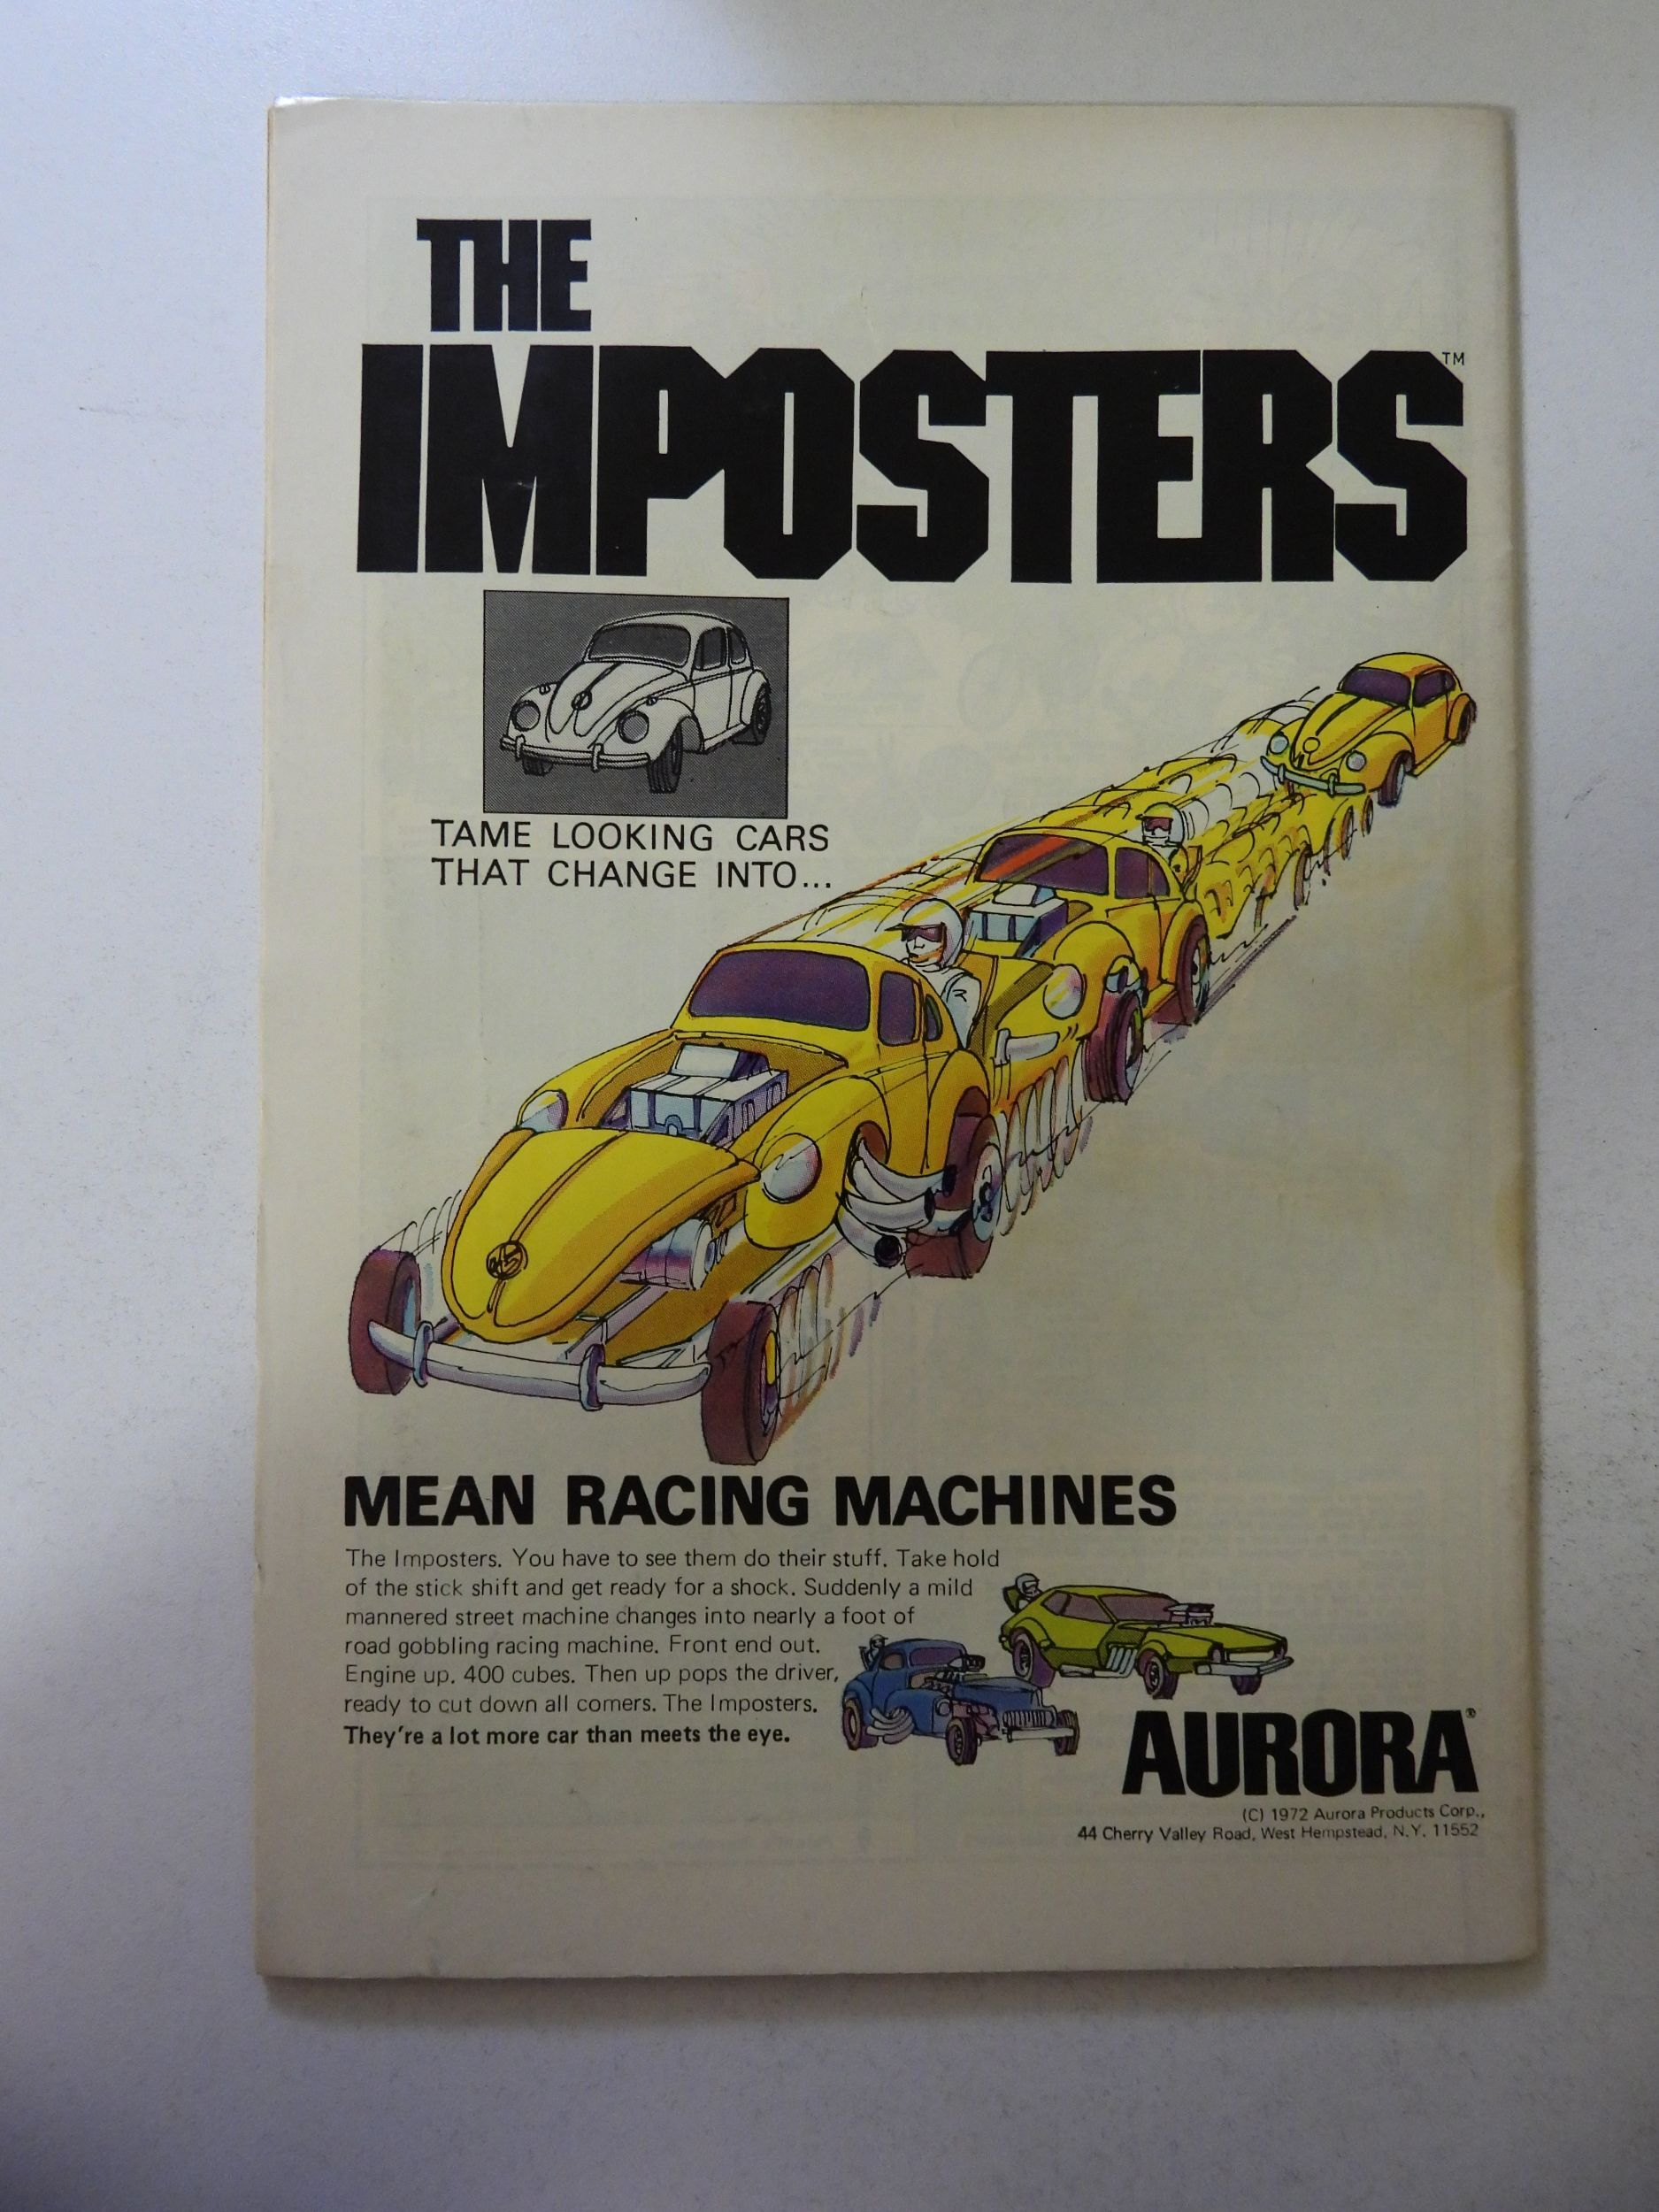 THE
IMPOSTERS™
TAME LOOKING CARS
THAT CHANGE INTO...
MEAN RACING MACHINES
The Imposters. You have to see them do their stuff. Take hold
of the stick shift and get ready for a shock. Suddenly a mild
mannered street machine changes into nearly a foot of
road gobbling racing machine. Front end out.
Engine up. 400 cubes. Then up pops the driver,
ready to cut down all comers. The Imposters.
They're a lot more car than meets the eye.
AURORA®
(C) 1972 Aurora Products Corp.,
44 Cherry Valley Road, West Hempstead, N.Y. 11552